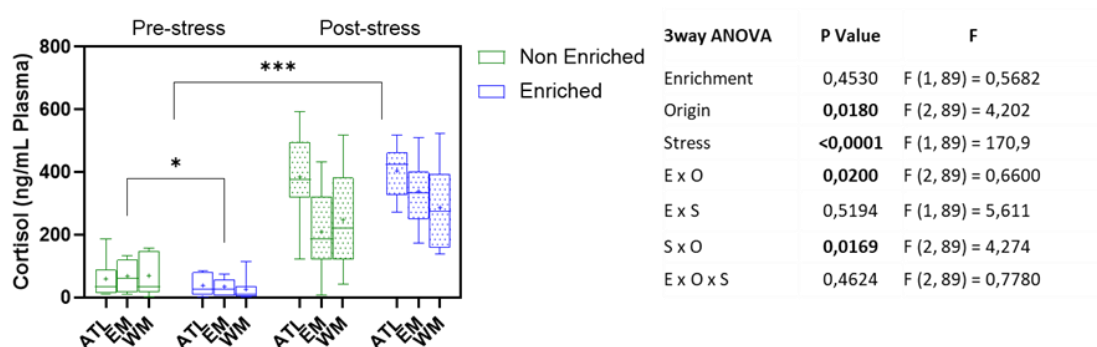 Pre-stress Post-stress
800
600
400
200
0
Cortisol (ng/mL Plasma)
***
*
Non Enriched
Enriched
ATL EM WM ATL EM WM ATL EM WM ATL EM WM
3way ANOVA P Value F
Enrichment 0,4530 F (1, 89) = 0,5682
Origin 0,0180 F (2, 89) = 4,202
Stress <0,0001 F (1, 89) = 170,9
E x O 0,0200 F (2, 89) = 0,6600
E x S 0,5194 F (1, 89) = 5,611
S x O 0,0169 F (2, 89) = 4,274
E x O x S 0,4624 F (2, 89) = 0,7780